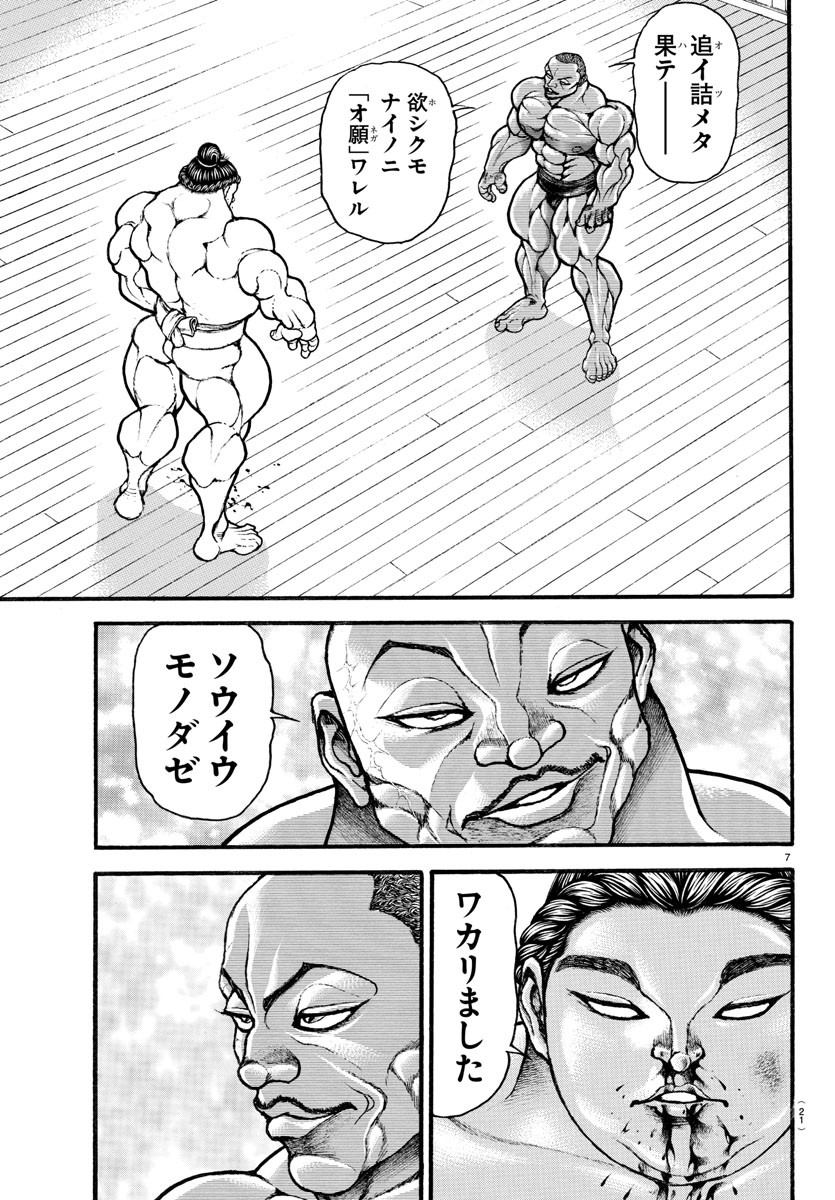 追イ詰メタ
果テ――
欲シクモ
ナイノニ
「オ願」ワレル
ソウイウ
モノダゼ
7
ワカリました
(21)